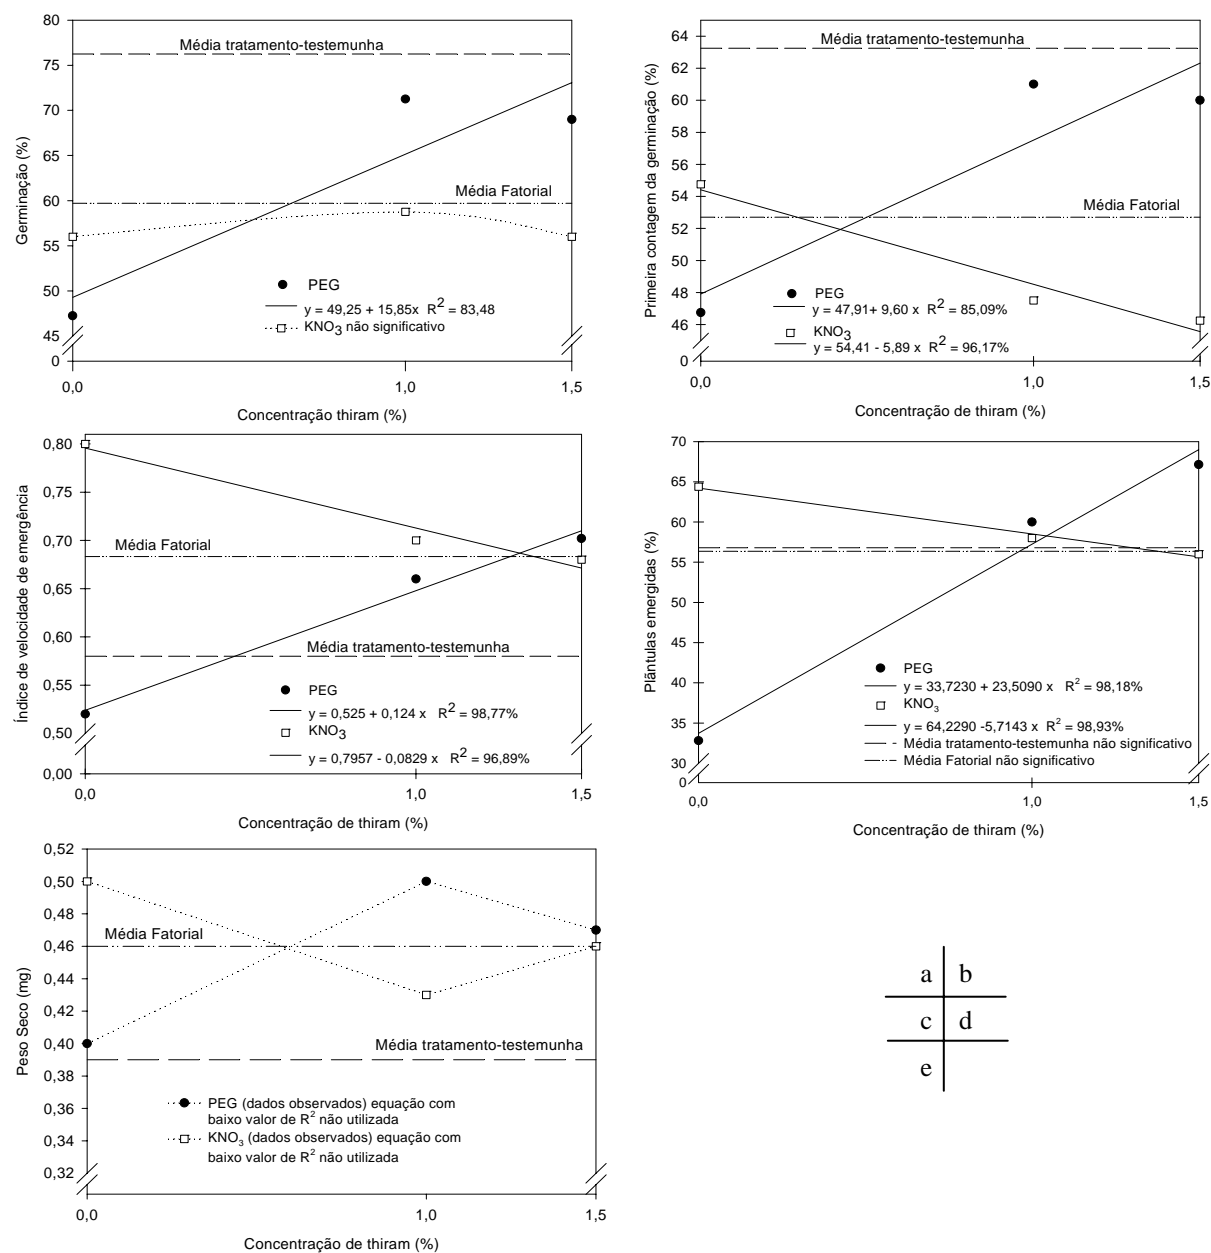 80
75
70
65
60
55
50
45
0
Germinação (%)
Média tratamento-testemunha
Média Fatorial
PEG
y = 49,25 + 15,85x R² = 83,48
KNO₃ não significativo
0,0 1,0 1,5
Concentração thiram (%)
64
62
60
58
56
54
52
50
48
46
0
Primeira contagem da germinação (%)
Média tratamento-testemunha
Média Fatorial
PEG
y = 47,91+ 9,60 x R² = 85,09%
KNO₃
y = 54,41 - 5,89 x R² = 96,17%
0,0 1,0 1,5
Concentração de thiram (%)
0,80
0,75
0,70
0,65
0,60
0,55
0,50
0,00
Índice de velocidade de emergência
Média Fatorial
Média tratamento-testemunha
PEG
y = 0,525 + 0,124 x R² = 98,77%
KNO₃
y = 0,7957 - 0,0829 x R² = 96,89%
0,0 1,0 1,5
Concentração de thiram (%)
70
65
60
55
50
45
40
35
30
0
Plântulas emergidas (%)
PEG
y = 33,7230 + 23,5090 x R² = 98,18%
KNO₃
y = 64,2290 -5,7143 x R² = 98,93%
Média tratamento-testemunha não significativo
Média Fatorial não significativo
0,0 1,0 1,5
Concentração de thiram (%)
0,52
0,50
0,48
0,46
0,44
0,42
0,40
0,38
0,36
0,34
0,32
Peso Seco (mg)
Média Fatorial
Média tratamento-testemunha
PEG (dados observados) equação com
baixo valor de R² não utilizada
KNO₃ (dados observados) equação com
baixo valor de R² não utilizada
0,0 1,0 1,5
Concentração de thiram (%)
a b
c d
e